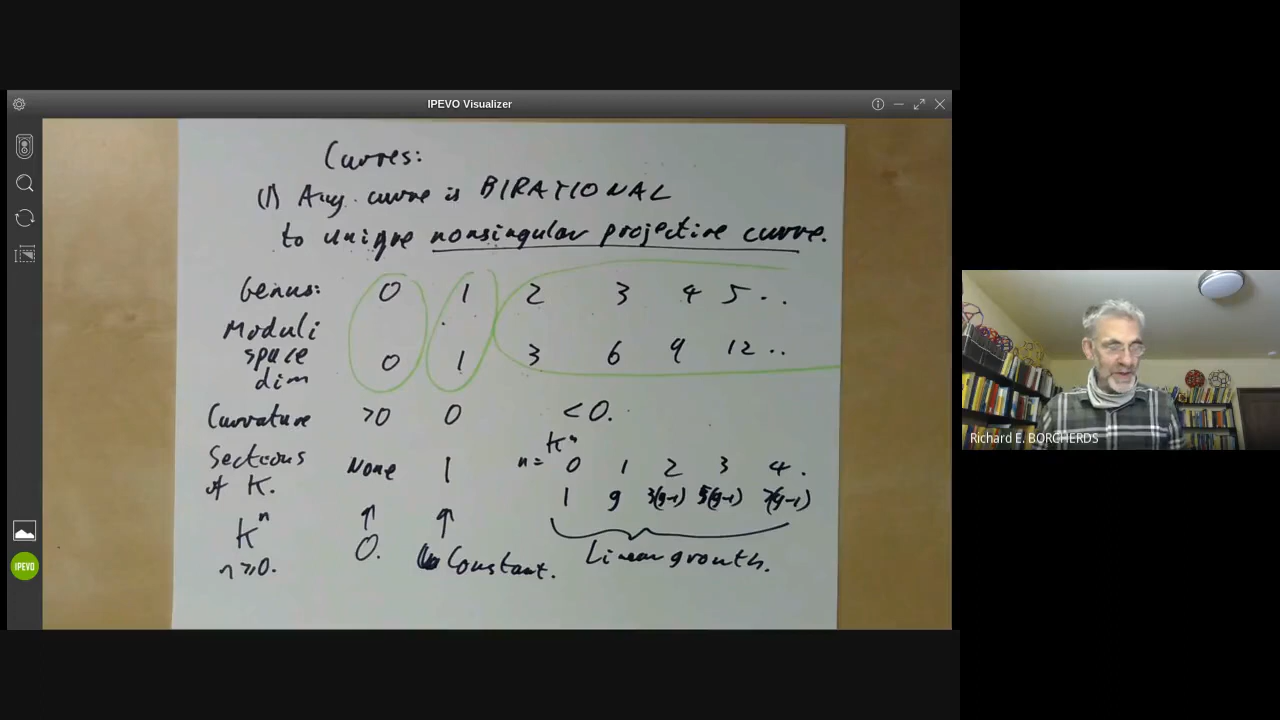 IPEVO Visualizer
Curves:
(1) Any curve is BIRATIONAL
to unique nonsingular projective curve.
Genus: 0 1 2 3 4 5 ..
Moduli
space
dim 0 1 3 6 9 12 ..
Curvature >0 0 <0.
Sections
of K. None 1 Kⁿ n= 0 1 2 3 4 .
1 g 3(g-1) 5(g-1) 7(g-1)
Kⁿ ↑ ↑
n≥0. 0. Constant. Linear growth.
IPEVO
Richard E. BORCHERDS